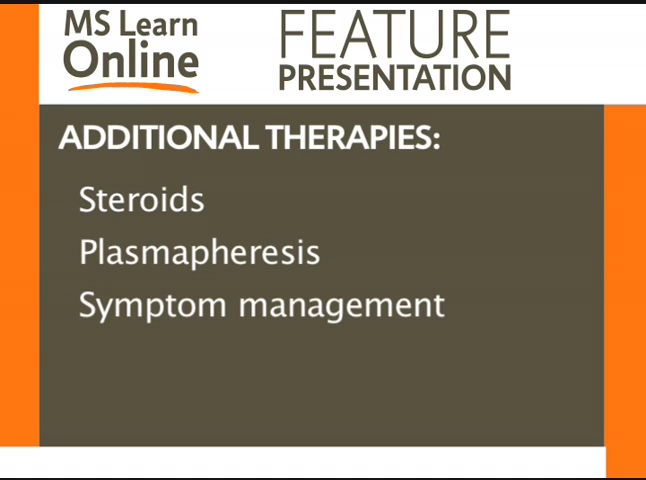 MS Learn
Online
FEATURE
PRESENTATION
ADDITIONAL THERAPIES:
Steroids
Plasmapheresis
Symptom management